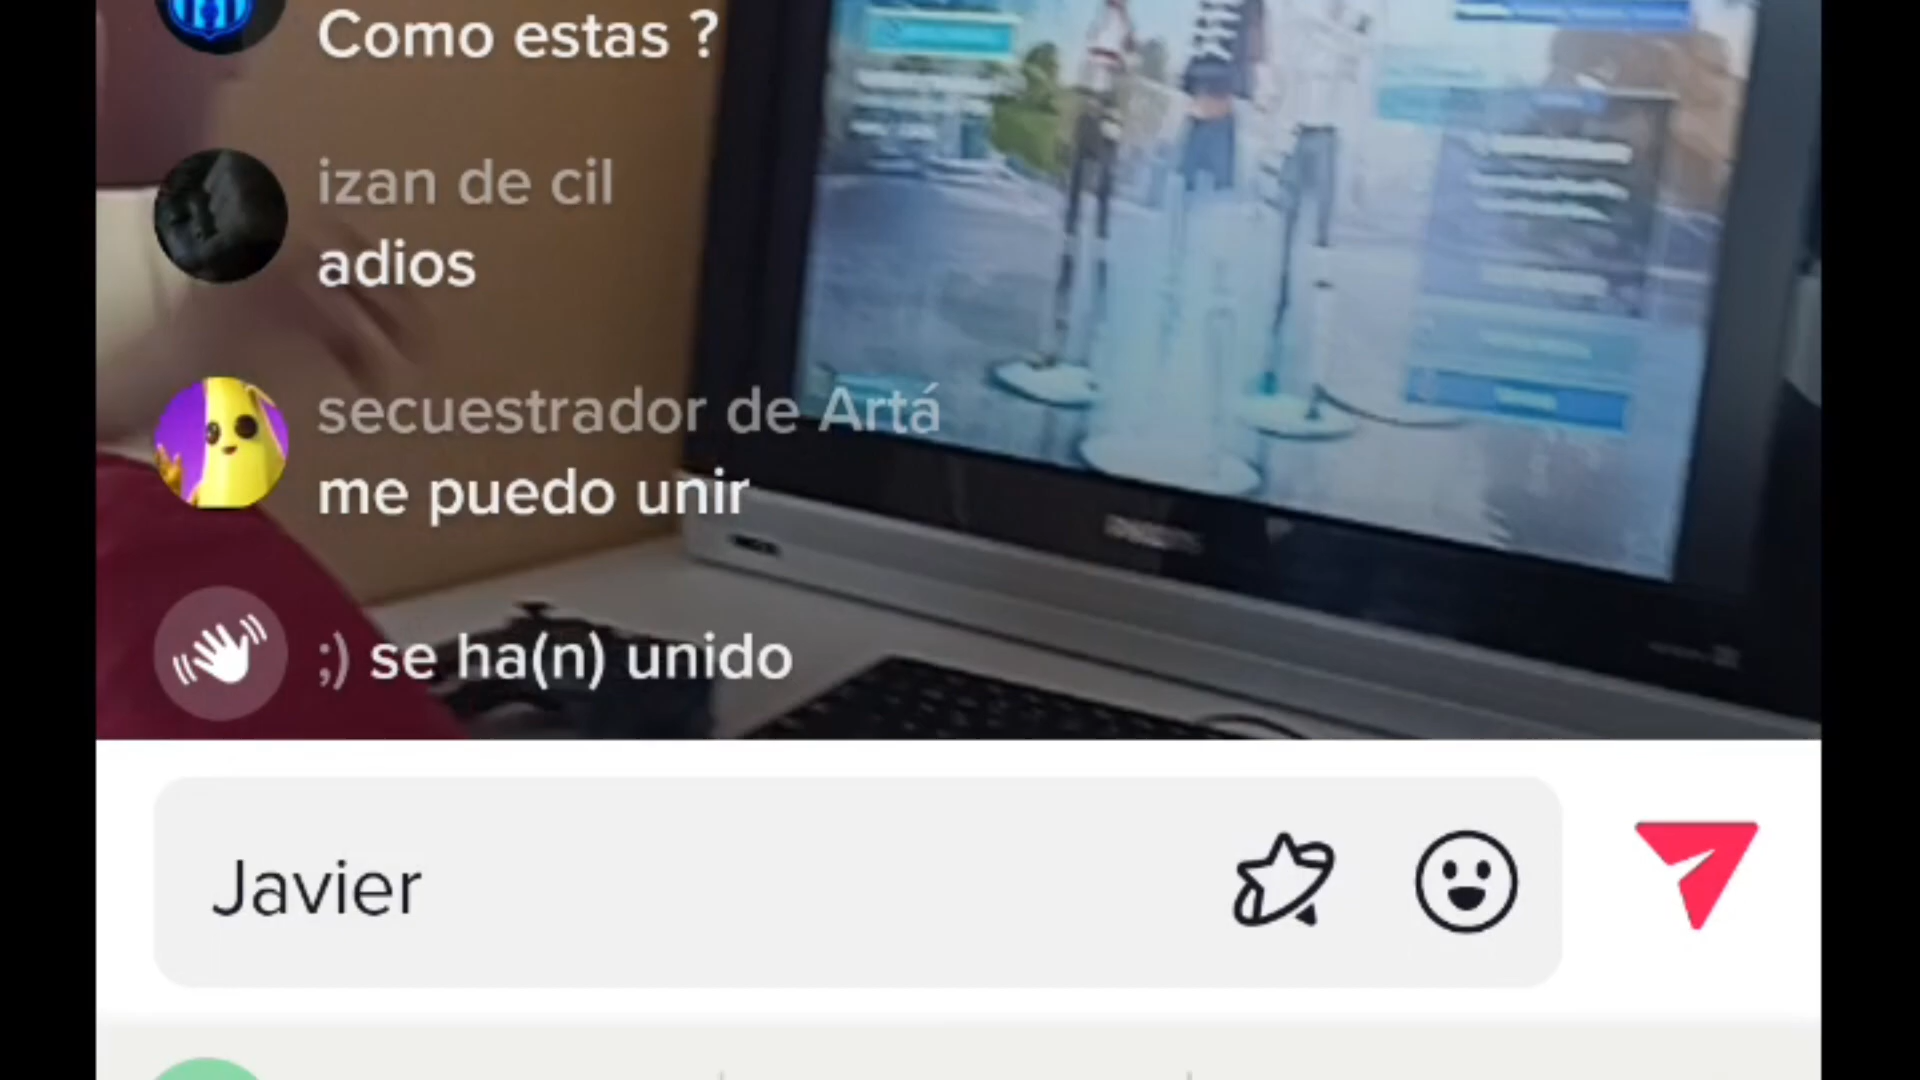 Como estas ?
izan de cil
adios
secuestrador de Artá
me puedo unir
;) se ha(n) unido
Javier